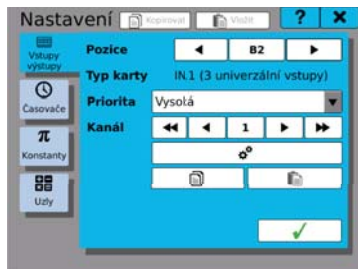 Nastavení Kopírovat Vložit ? ×
Vstupy
výstupy
Pozice B2
Typ karty IN.1 (3 univerzální vstupy)
Časovače
Priorita Vysolá
Kanál 1
π
Konstanty
Uzly